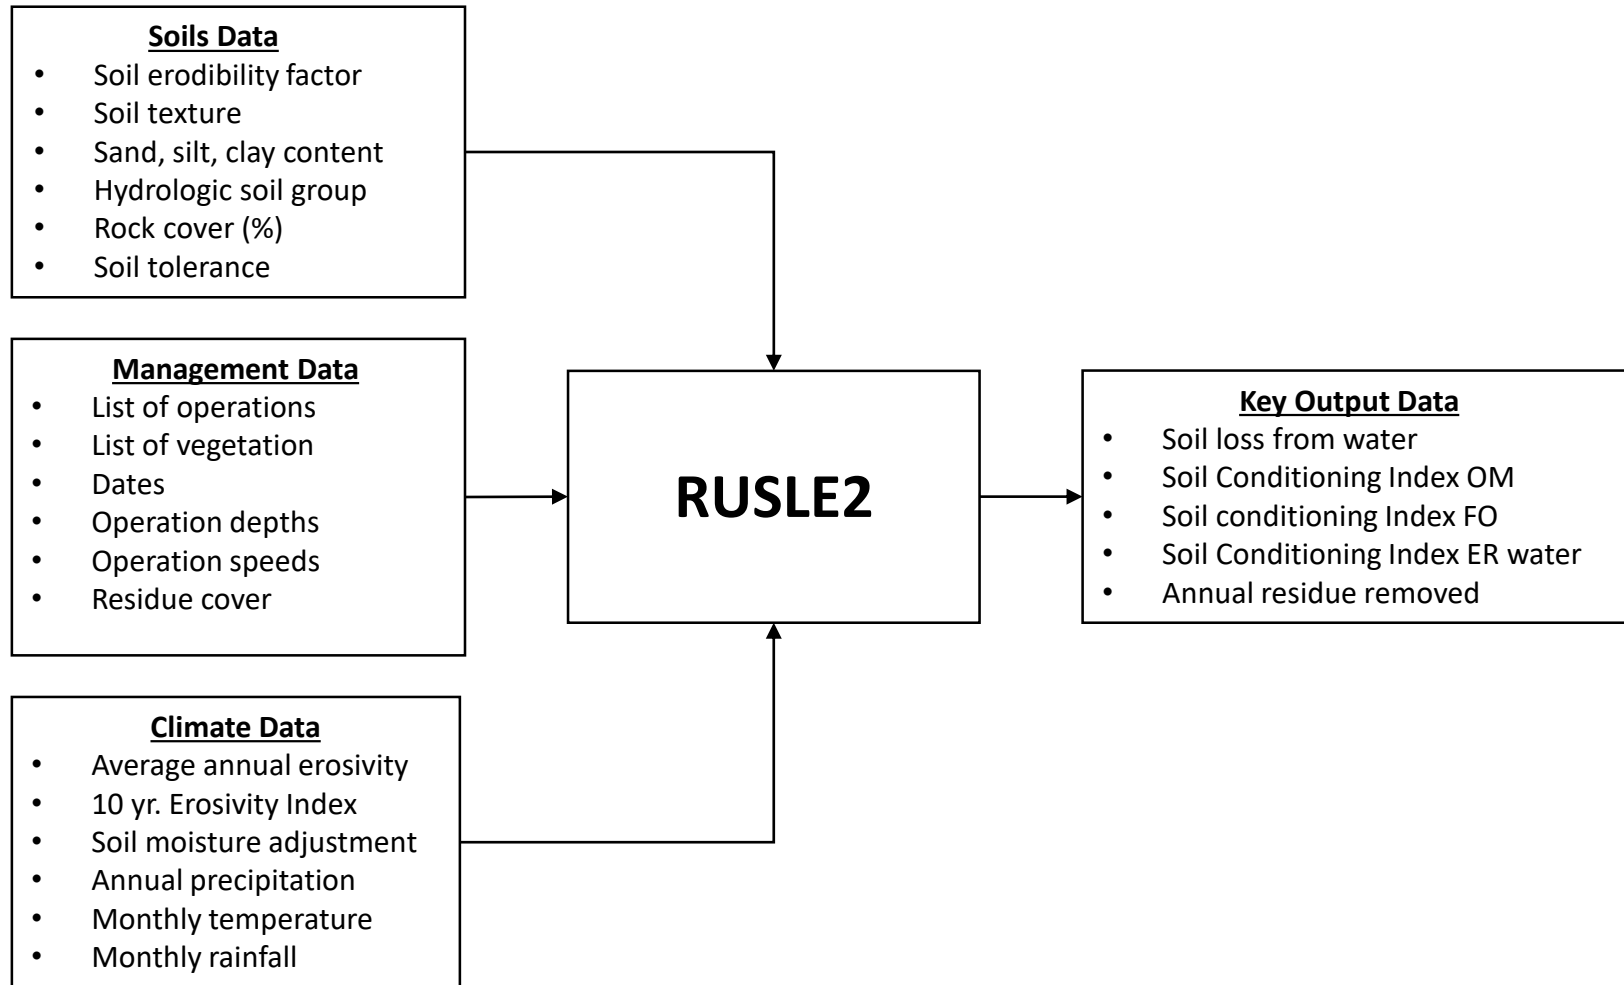 Soils Data
• Soil erodibility factor
• Soil texture
• Sand, silt, clay content
• Hydrologic soil group
• Rock cover (%)
• Soil tolerance
Management Data
• List of operations
• List of vegetation
• Dates
• Operation depths
• Operation speeds
• Residue cover
Climate Data
• Average annual erosivity
• 10 yr. Erosivity Index
• Soil moisture adjustment
• Annual precipitation
• Monthly temperature
• Monthly rainfall
RUSLE2
Key Output Data
• Soil loss from water
• Soil Conditioning Index OM
• Soil conditioning Index FO
• Soil Conditioning Index ER water
• Annual residue removed